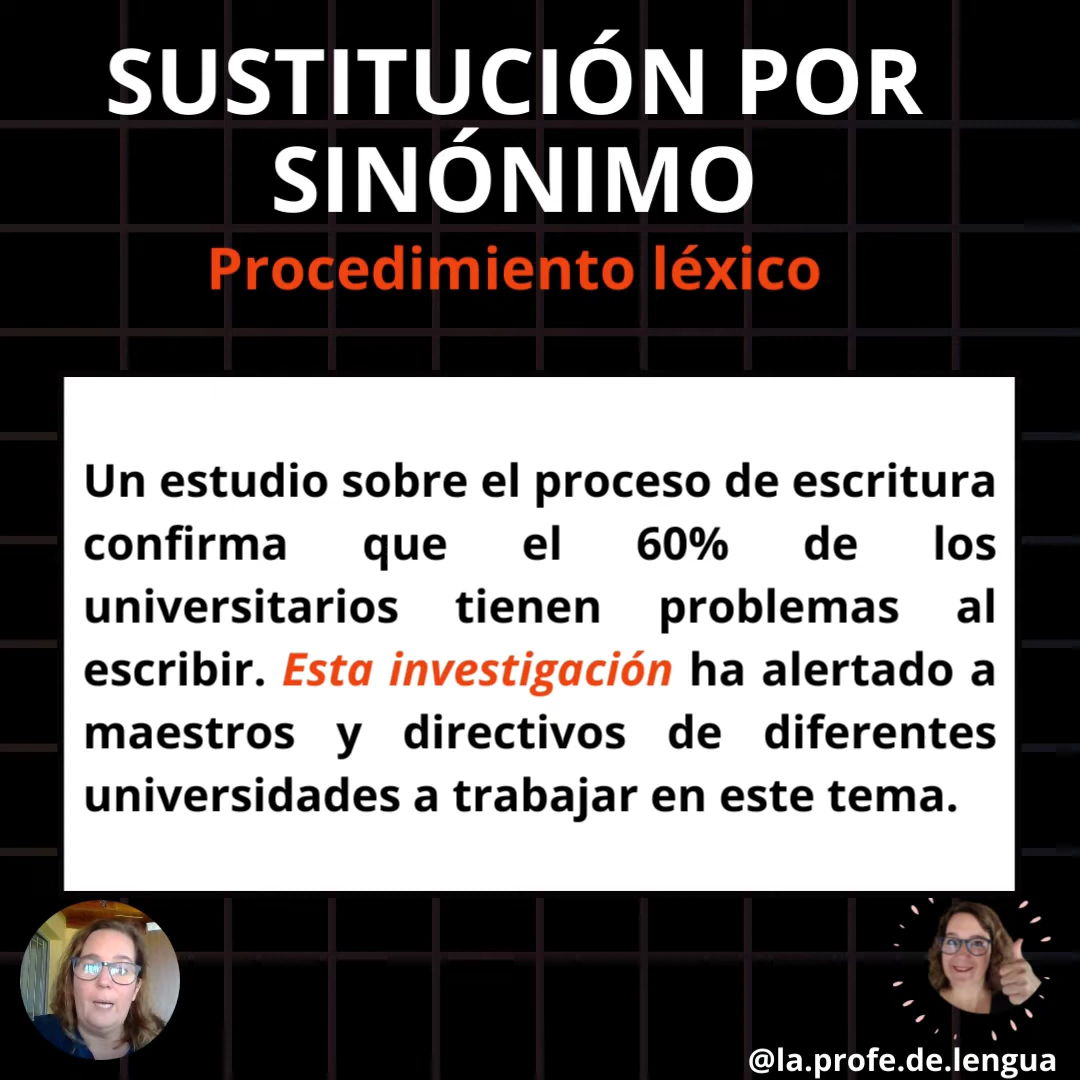 SUSTITUCIÓN POR
SINÓNIMO
Procedimiento léxico
Un estudio sobre el proceso de escritura
confirma que el 60% de los
universitarios tienen problemas al
escribir. Esta investigación ha alertado a
maestros y directivos de diferentes
universidades a trabajar en este tema.
@la.profe.de.lengua